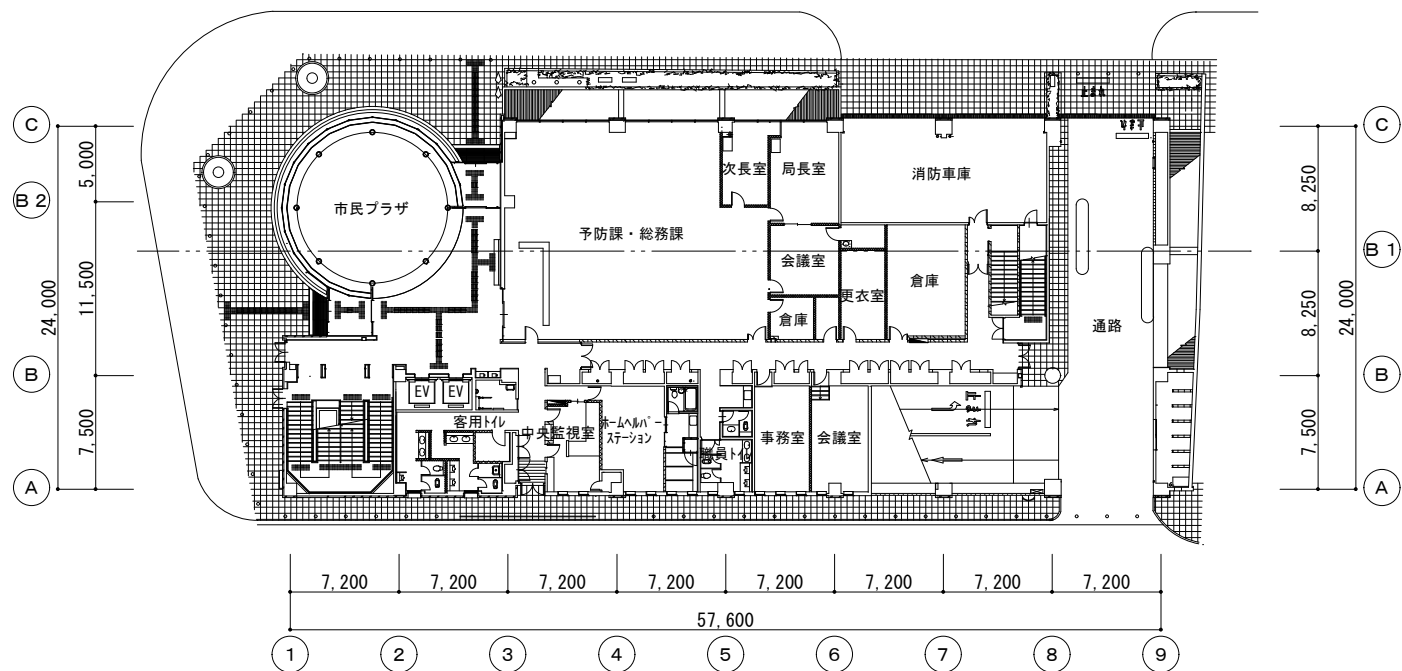 C
C
5,000
次長室
局長室
消防車庫
8,250
B2
市民プラザ
予防課・総務課
B1
24,000
11,500
会議室
倉庫
更衣室
倉庫
通路
8,250
24,000
B
B
EV
EV
客用トイレ
中央監視室
ホームヘルパー
ステーション
職員トイレ
事務室
会議室
7,500
7,500
A
A
7,200
7,200
7,200
7,200
7,200
7,200
7,200
7,200
57,600
1
2
3
4
5
6
7
8
9